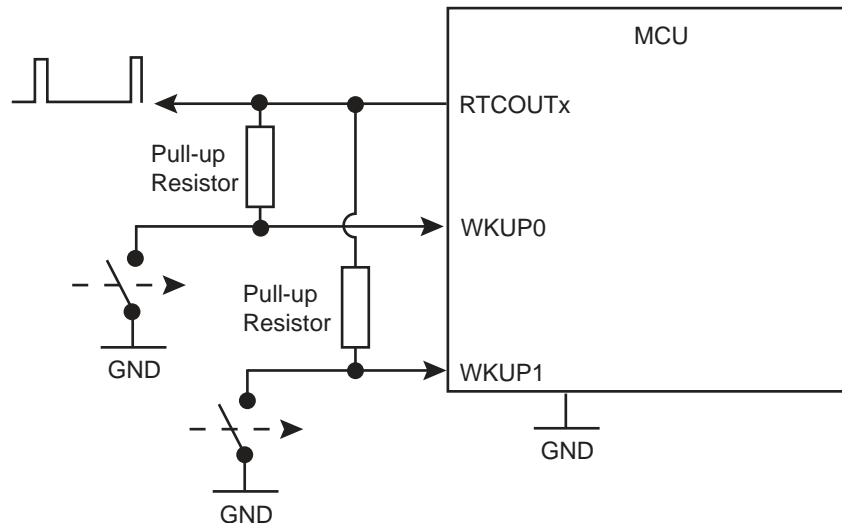 MCU
RTCOUTx
Pull-up
Resistor
WKUP0
Pull-up
Resistor
GND
WKUP1
GND
GND